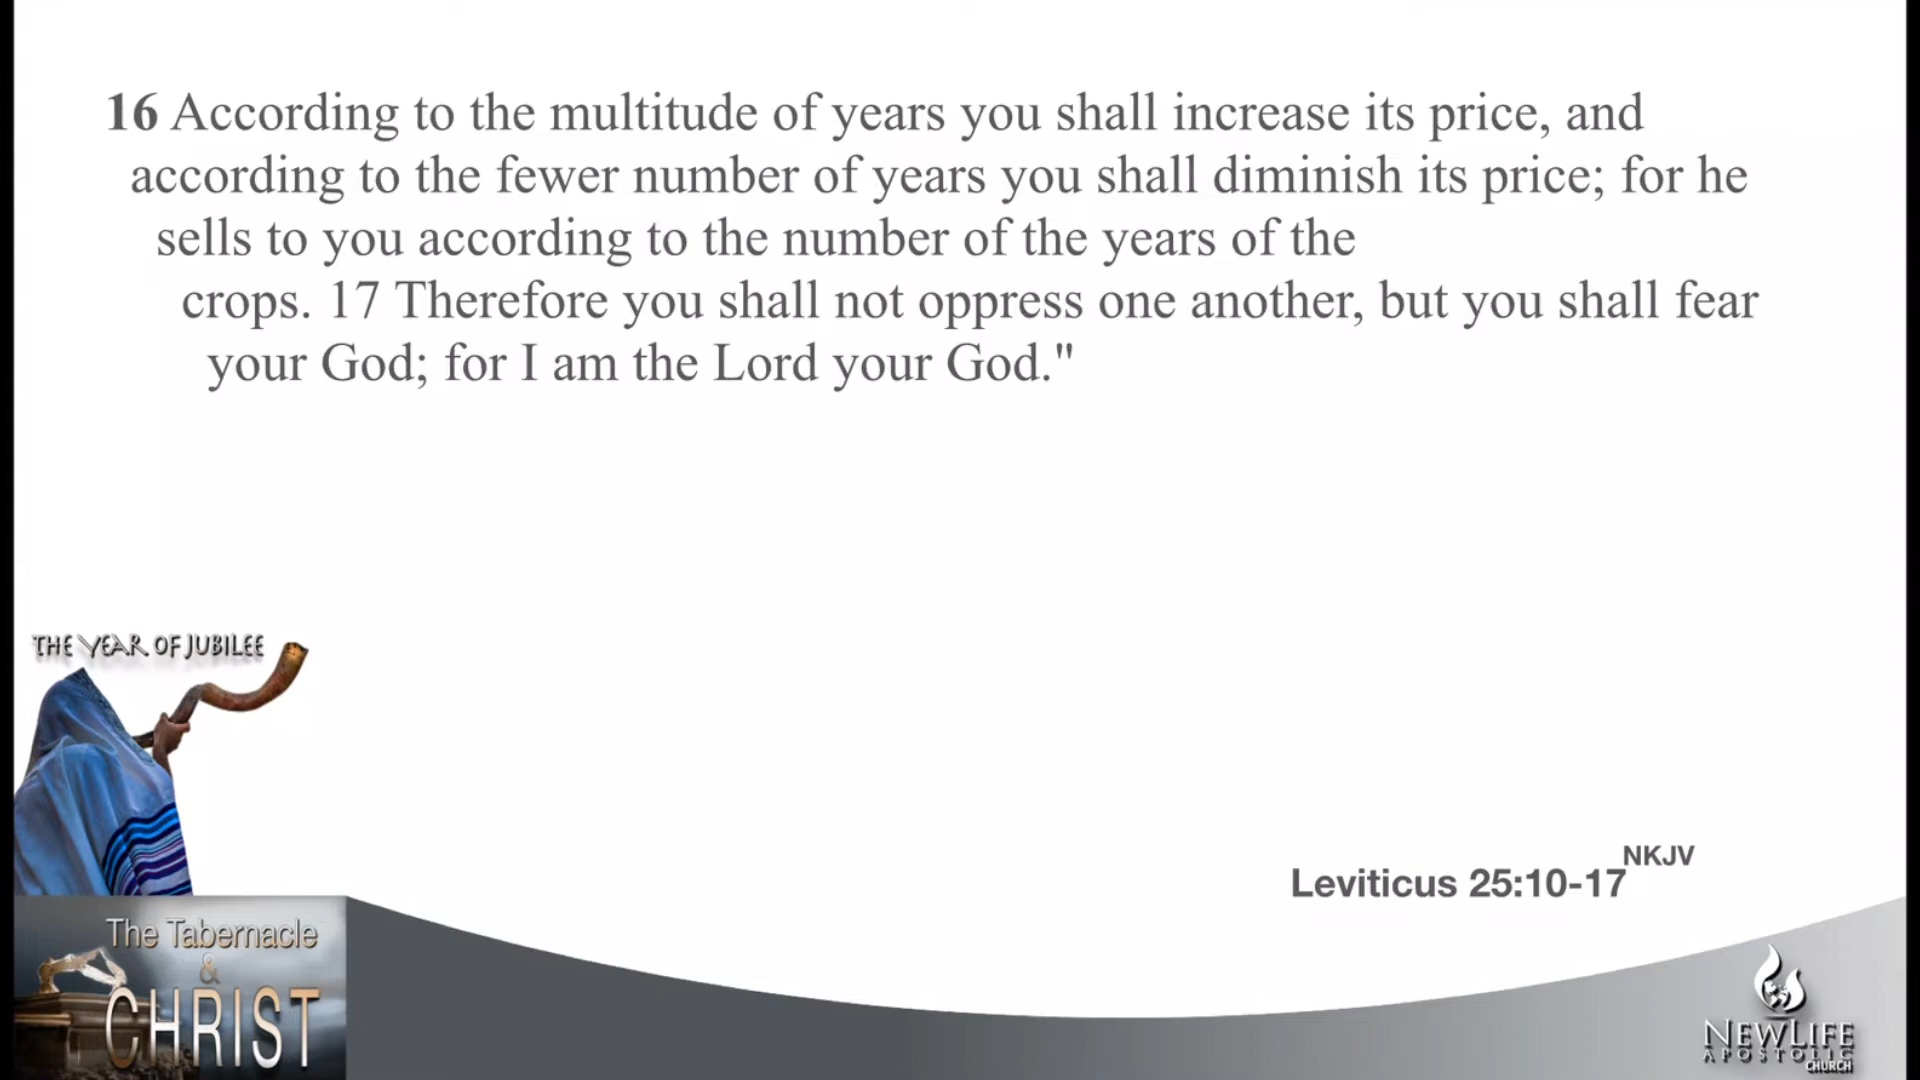 16 According to the multitude of years you shall increase its price, and
according to the fewer number of years you shall diminish its price; for he
sells to you according to the number of the years of the
crops. 17 Therefore you shall not oppress one another, but you shall fear
your God; for I am the Lord your God."
THE YEAR OF JUBILEE
Leviticus 25:10-17 NKJV
The Tabernacle
&
CHRIST
NEWLIFE
APOSTOLIC
CHURCH